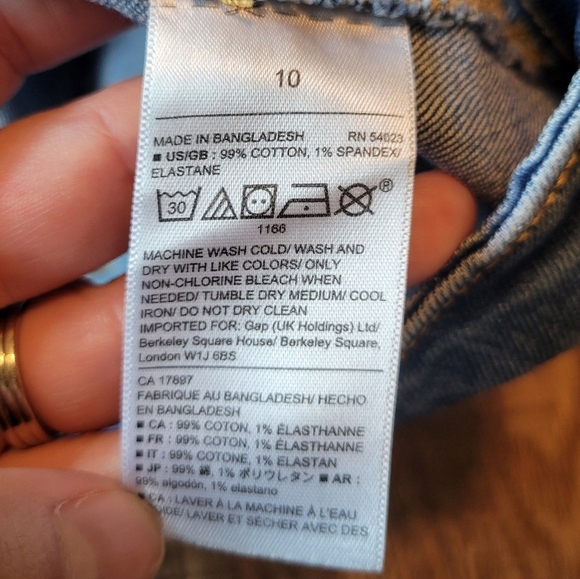 10
MADE IN BANGLADESH RN 54023
■ US/GB : 99% COTTON, 1% SPANDEX/
ELASTANE
30 ®
1166
MACHINE WASH COLD/ WASH AND
DRY WITH LIKE COLORS/ ONLY
NON-CHLORINE BLEACH WHEN
NEEDED/ TUMBLE DRY MEDIUM/ COOL
IRON/ DO NOT DRY CLEAN
IMPORTED FOR: Gap (UK Holdings) Ltd/
Berkeley Square House/ Berkeley Square,
London W1J 6BS
CA 17897
FABRIQUE AU BANGLADESH/ HECHO
EN BANGLADESH
■ CA : 99% COTON, 1% ÉLASTHANNE
■ FR : 99% COTON, 1% ÉLASTHANNE
■ IT : 99% COTONE, 1% ELASTAN
■ JP : 99% 綿, 1% ポリウレタン ■ AR :
99% algodón, 1% elastano
■ CA : LAVER À LA MACHINE À L'EAU
OIDE/ LAVER ET SÉCHER AVEC DES